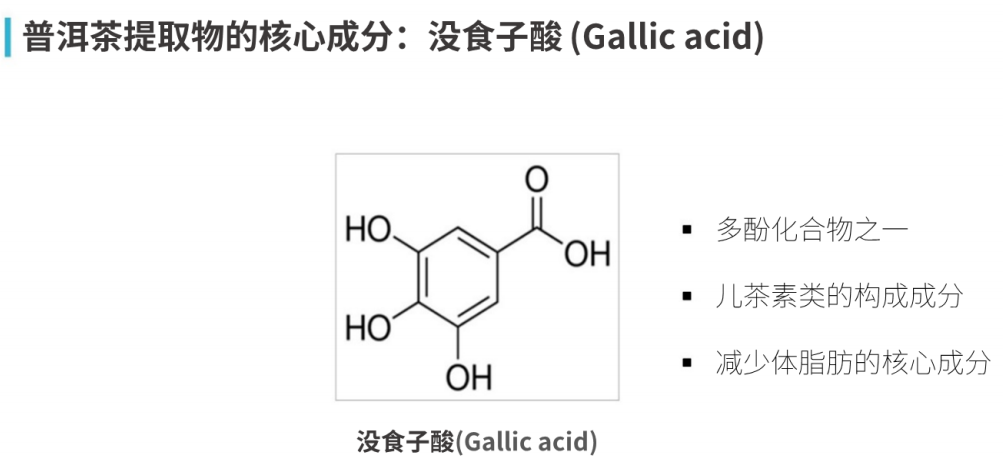 普洱茶提取物的核心成分：没食子酸 (Gallic acid)
O
HO
OH
HO
OH
没食子酸(Gallic acid)
▪ 多酚化合物之一
▪ 儿茶素类的构成成分
▪ 减少体脂肪的核心成分